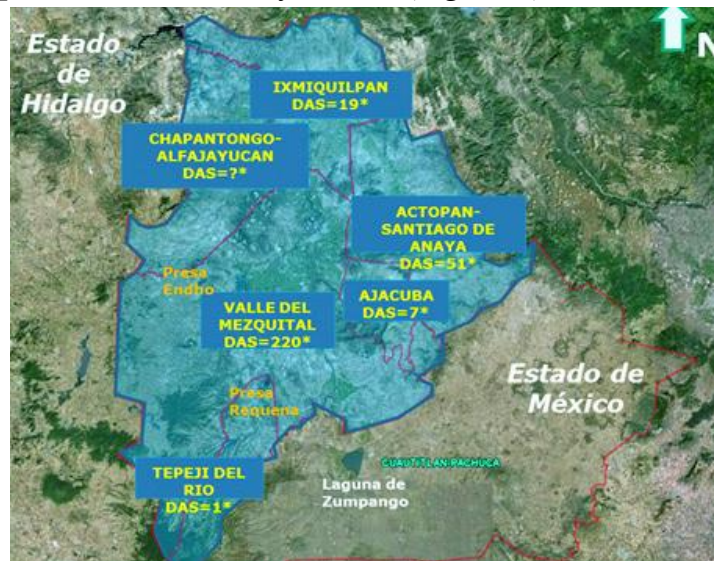 Estado
de
Hidalgo
N
IXMIQUILPAN
DAS=19*
CHAPANTONGO-
ALFAJAYUCAN
DAS=?*
ACTOPAN-
SANTIAGO DE
ANAYA
DAS=51*
Presa
Endho
AJACUBA
DAS=7*
VALLE DEL
MEZQUITAL
DAS=220*
Estado de
México
Presa
Requena
CUAUTITLAN-PACHUCA
TEPEJI DEL
RIO
DAS=1*
Laguna de
Zumpango